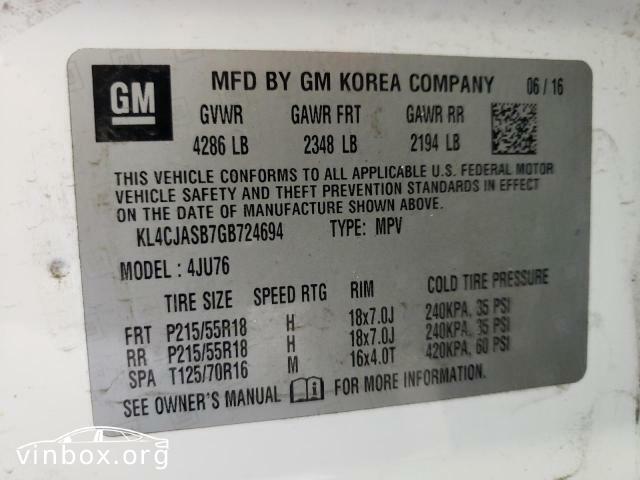 GM MFD BY GM KOREA COMPANY 06 / 16
GVWR GAWR FRT GAWR RR
4286 LB 2348 LB 2194 LB
THIS VEHICLE CONFORMS TO ALL APPLICABLE U.S. FEDERAL MOTOR
VEHICLE SAFETY AND THEFT PREVENTION STANDARDS IN EFFECT
ON THE DATE OF MANUFACTURE SHOWN ABOVE.
KL4CJASB7GB724694 TYPE: MPV
MODEL : 4JU76
TIRE SIZE SPEED RTG RIM COLD TIRE PRESSURE
FRT P215/55R18 H 18x7.0J 240KPA, 35 PSI
RR P215/55R18 H 18x7.0J 240KPA, 35 PSI
SPA T125/70R16 M 16x4.0T 420KPA, 60 PSI
SEE OWNER'S MANUAL FOR MORE INFORMATION.
vinbox.org